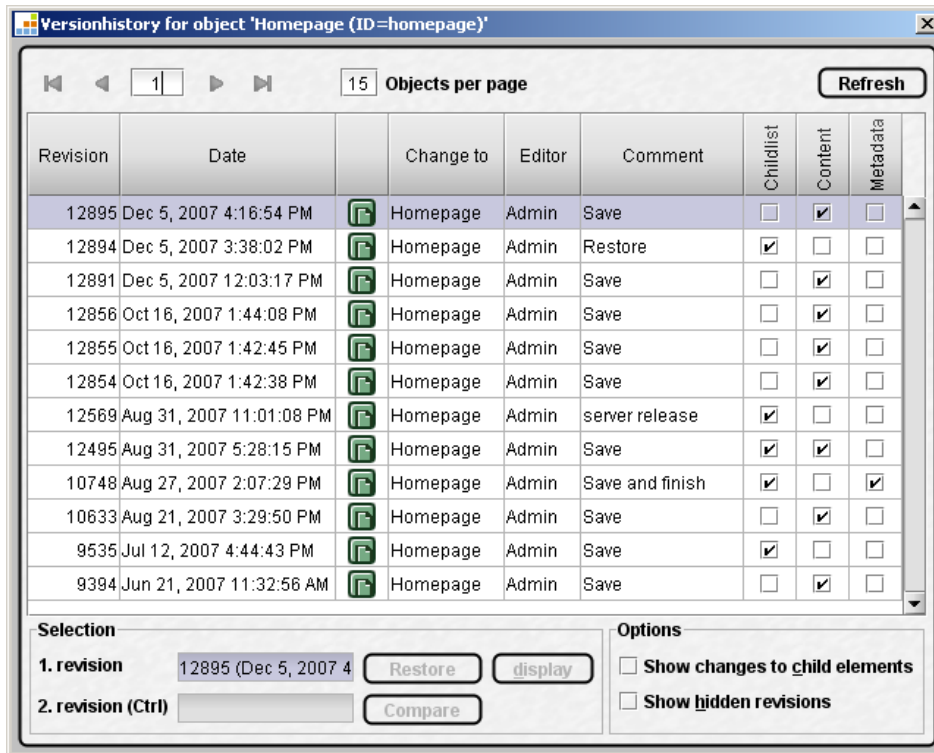 Versionhistory for object 'Homepage (ID=homepage)'
1 15 Objects per page Refresh
Revision Date Change to Editor Comment Childlist Content Metadata
12895 Dec 5, 2007 4:16:54 PM Homepage Admin Save
12894 Dec 5, 2007 3:38:02 PM Homepage Admin Restore
12891 Dec 5, 2007 12:03:17 PM Homepage Admin Save
12856 Oct 16, 2007 1:44:08 PM Homepage Admin Save
12855 Oct 16, 2007 1:42:45 PM Homepage Admin Save
12854 Oct 16, 2007 1:42:38 PM Homepage Admin Save
12569 Aug 31, 2007 11:01:08 PM Homepage Admin server release
12495 Aug 31, 2007 5:28:15 PM Homepage Admin Save
10748 Aug 27, 2007 2:07:29 PM Homepage Admin Save and finish
10633 Aug 21, 2007 3:29:50 PM Homepage Admin Save
9535 Jul 12, 2007 4:44:43 PM Homepage Admin Save
9394 Jun 21, 2007 11:32:56 AM Homepage Admin Save
Selection
1. revision 12895 (Dec 5, 2007 4 Restore display
2. revision (Ctrl) Compare
Options
Show changes to child elements
Show hidden revisions